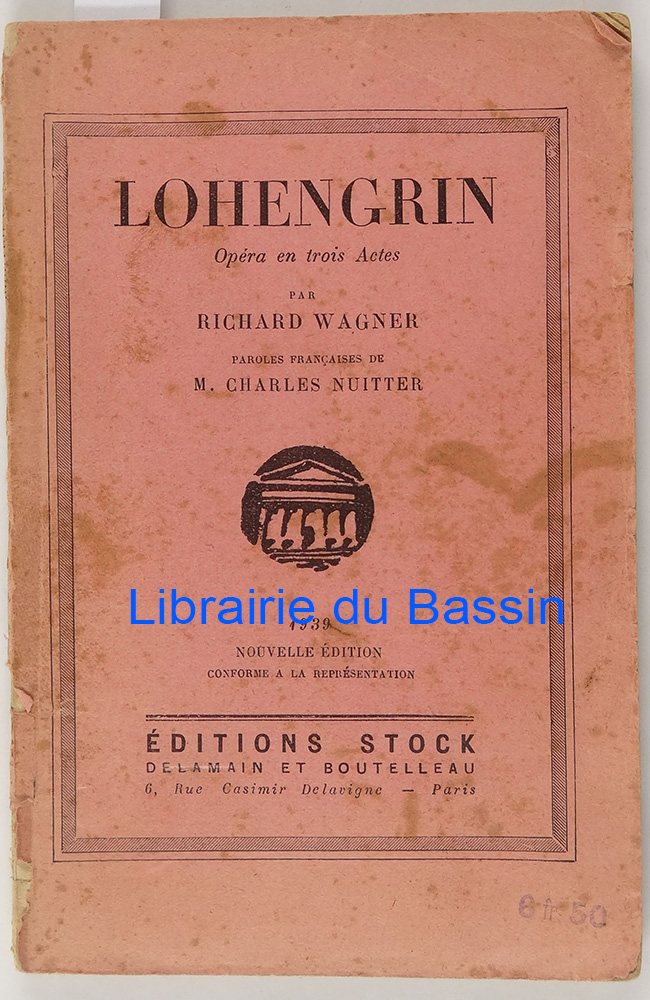 LOHENGRIN
Opéra en trois Actes
PAR
RICHARD WAGNER
PAROLES FRANÇAISES DE
M. CHARLES NUITTER
Librairie du Bassin
1939
NOUVELLE ÉDITION
CONFORME A LA REPRÉSENTATION
ÉDITIONS STOCK
DELAMAIN ET BOUTELLEAU
6, Rue Casimir Delavigne — Paris
6 fr 50